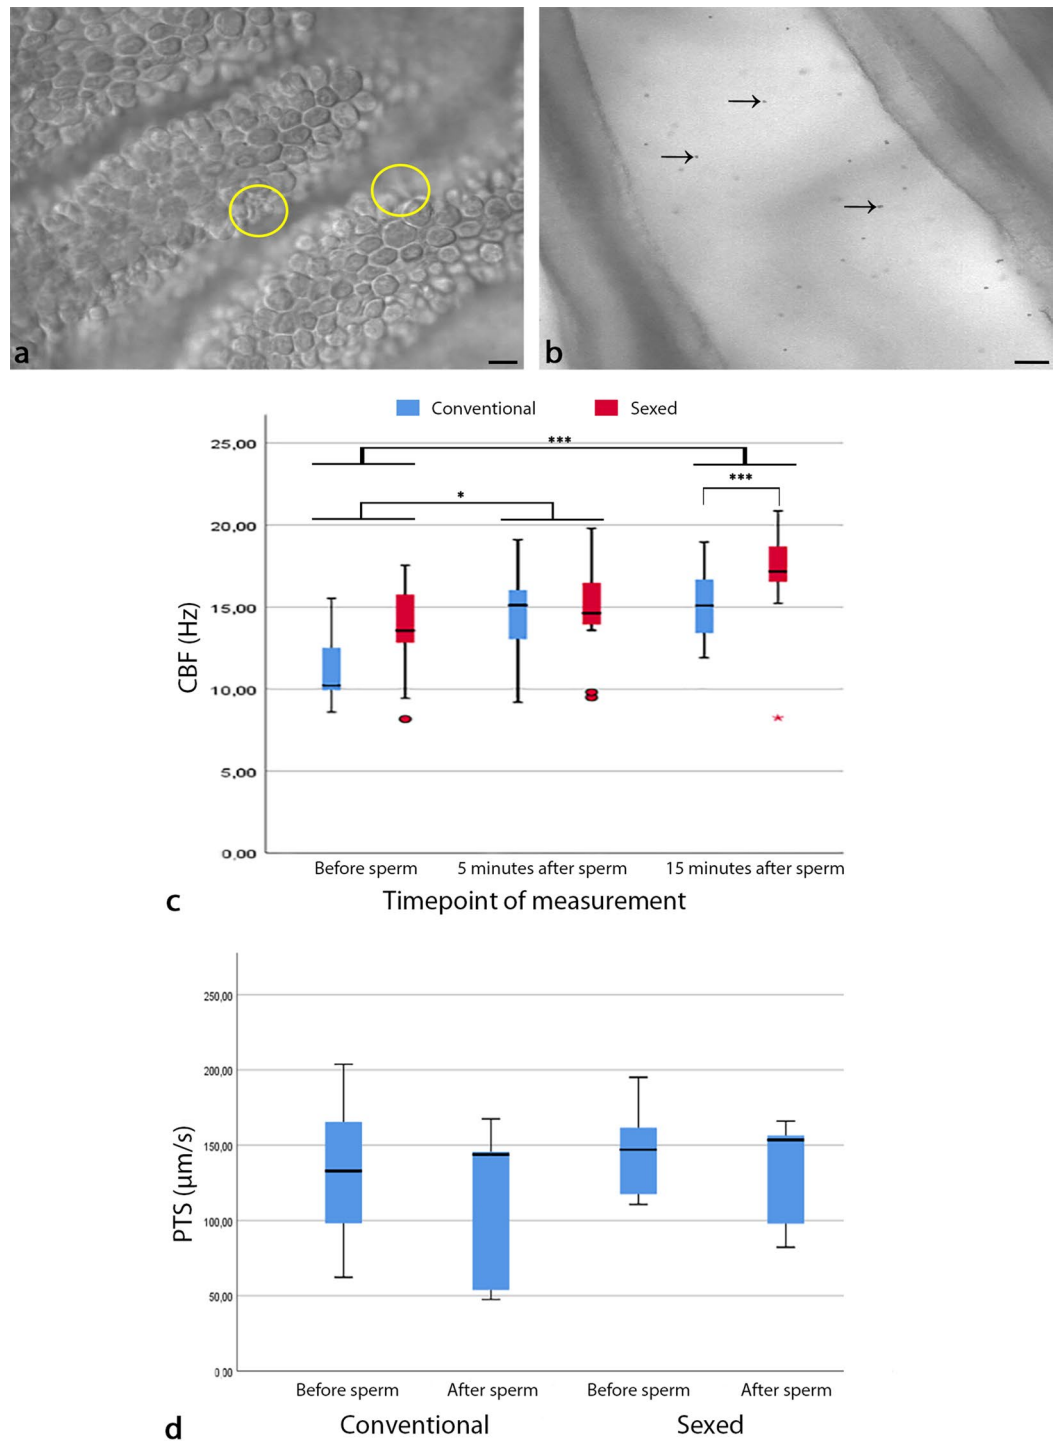 a
b
Conventional Sexed
25,00
***
***
*
20,00
15,00
10,00
5,00
0,00
CBF (Hz)
Before sperm 5 minutes after sperm 15 minutes after sperm
c Timepoint of measurement
250,00
200,00
150,00
100,00
50,00
0 00
PTS (µm/s)
Before sperm After sperm Before sperm After sperm
d Conventional Sexed